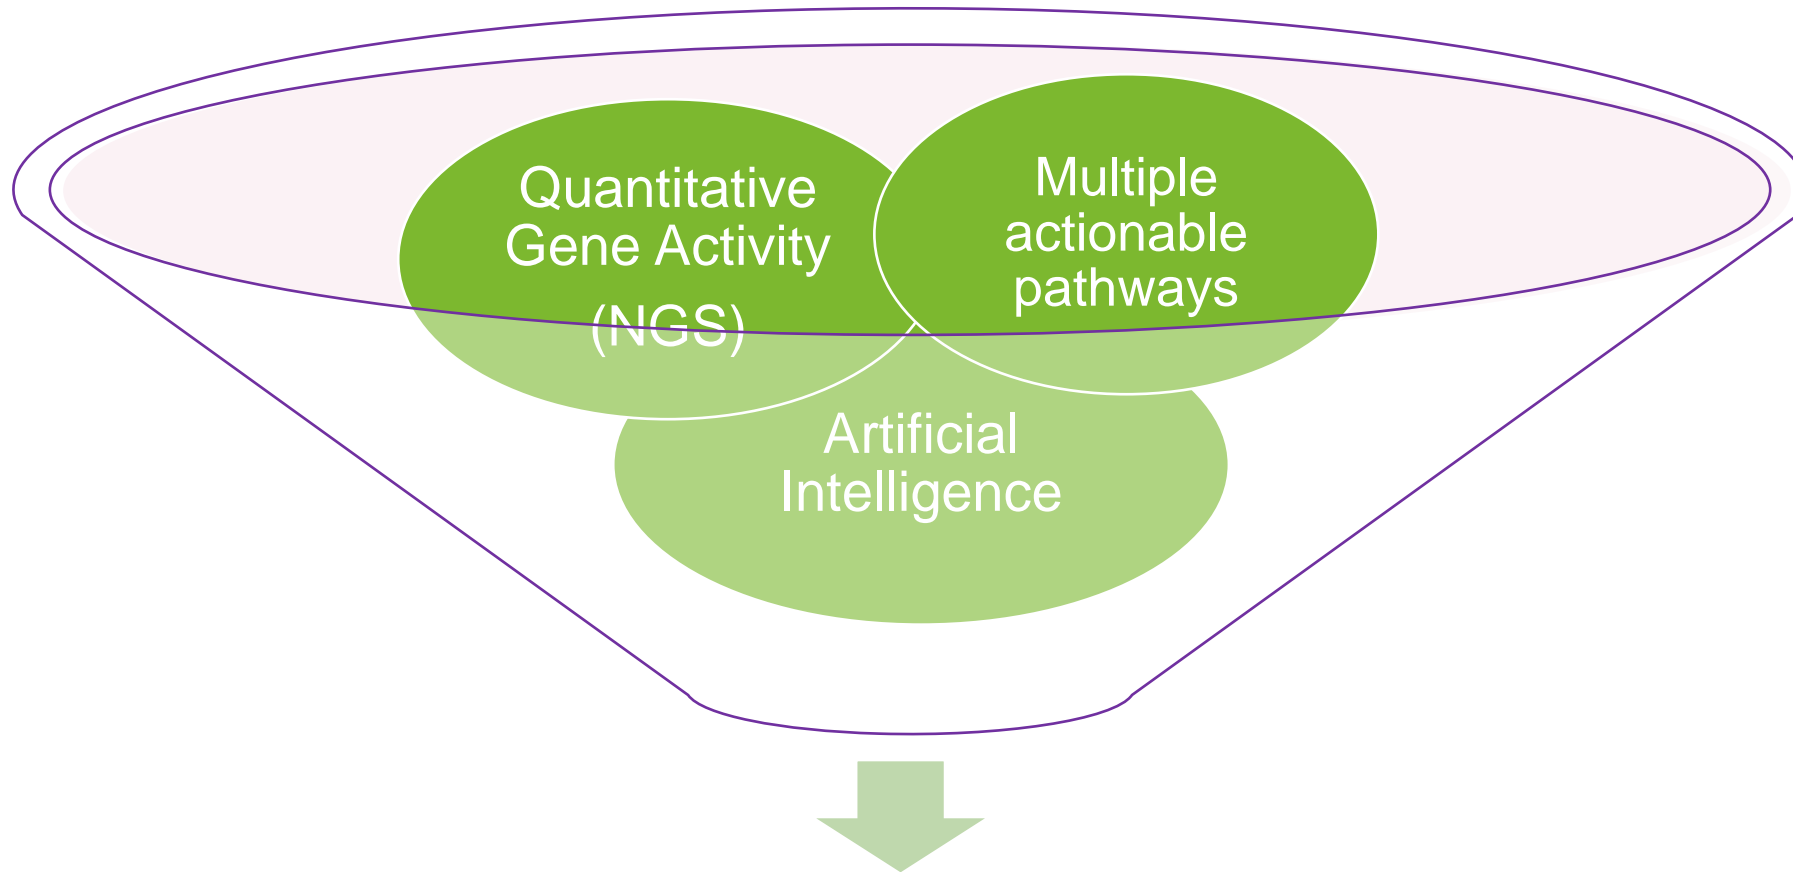 Quantitative
Gene Activity
(NGS)
Multiple
actionable
pathways
Artificial
Intelligence